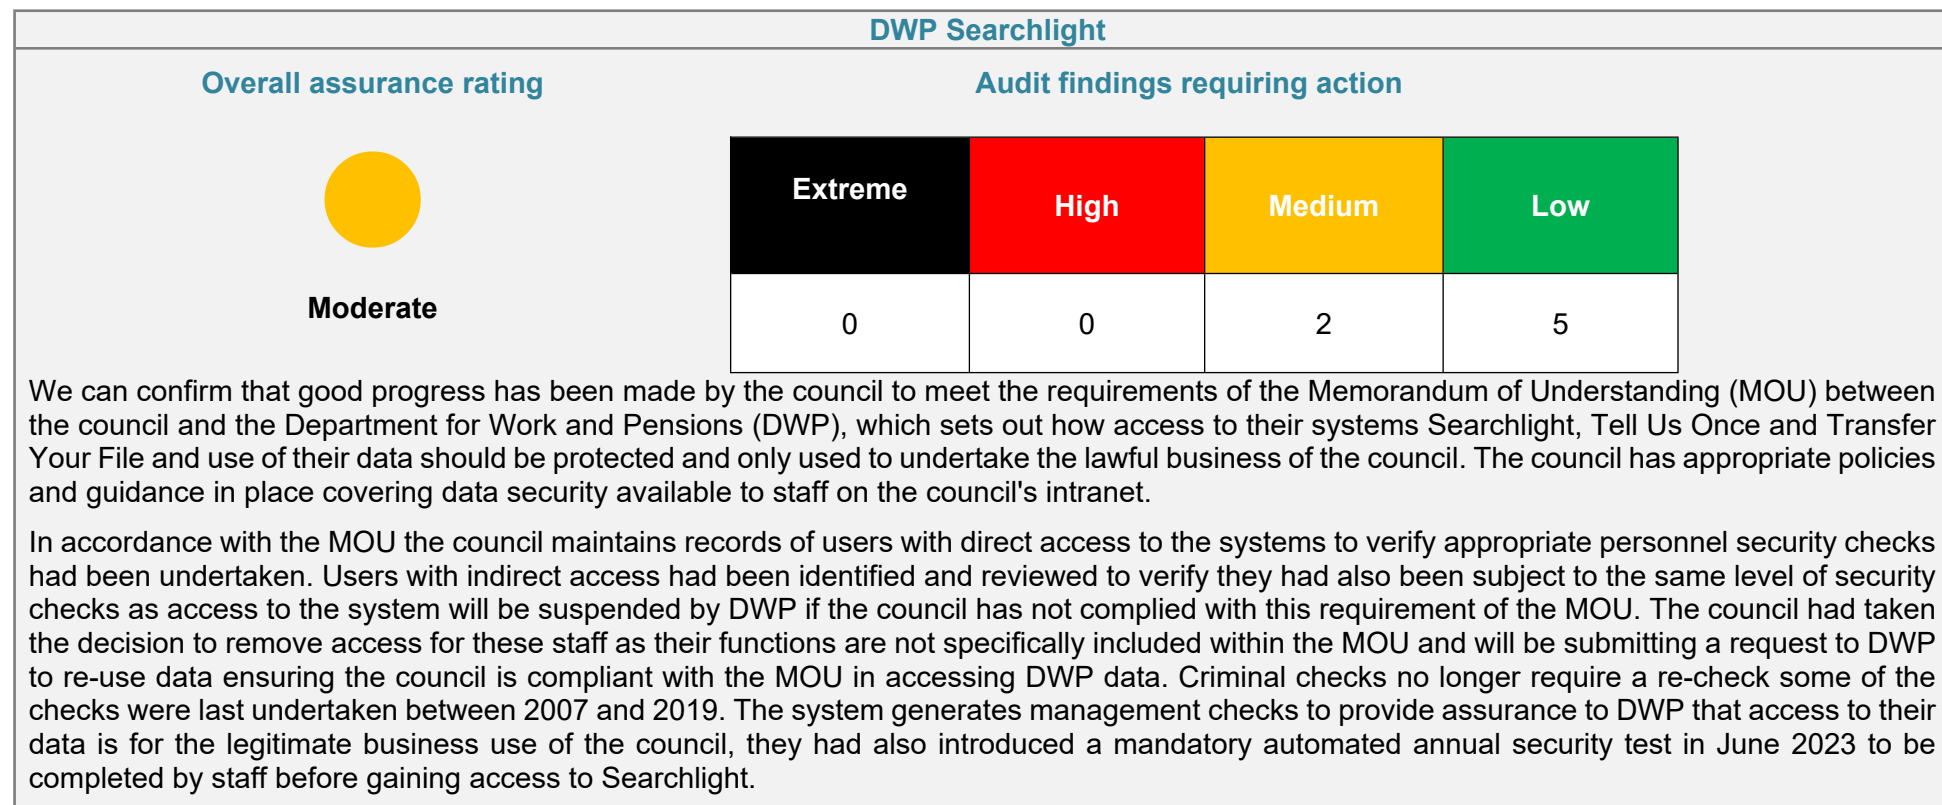 DWP Searchlight
Overall assurance rating
Audit findings requiring action
Extreme High Medium Low
Moderate
0 0 2 5
We can confirm that good progress has been made by the council to meet the requirements of the Memorandum of Understanding (MOU) between
the council and the Department for Work and Pensions (DWP), which sets out how access to their systems Searchlight, Tell Us Once and Transfer
Your File and use of their data should be protected and only used to undertake the lawful business of the council. The council has appropriate policies
and guidance in place covering data security available to staff on the council's intranet.
In accordance with the MOU the council maintains records of users with direct access to the systems to verify appropriate personnel security checks
had been undertaken. Users with indirect access had been identified and reviewed to verify they had also been subject to the same level of security
checks as access to the system will be suspended by DWP if the council has not complied with this requirement of the MOU. The council had taken
the decision to remove access for these staff as their functions are not specifically included within the MOU and will be submitting a request to DWP
to re-use data ensuring the council is compliant with the MOU in accessing DWP data. Criminal checks no longer require a re-check some of the
checks were last undertaken between 2007 and 2019. The system generates management checks to provide assurance to DWP that access to their
data is for the legitimate business use of the council, they had also introduced a mandatory automated annual security test in June 2023 to be
completed by staff before gaining access to Searchlight.